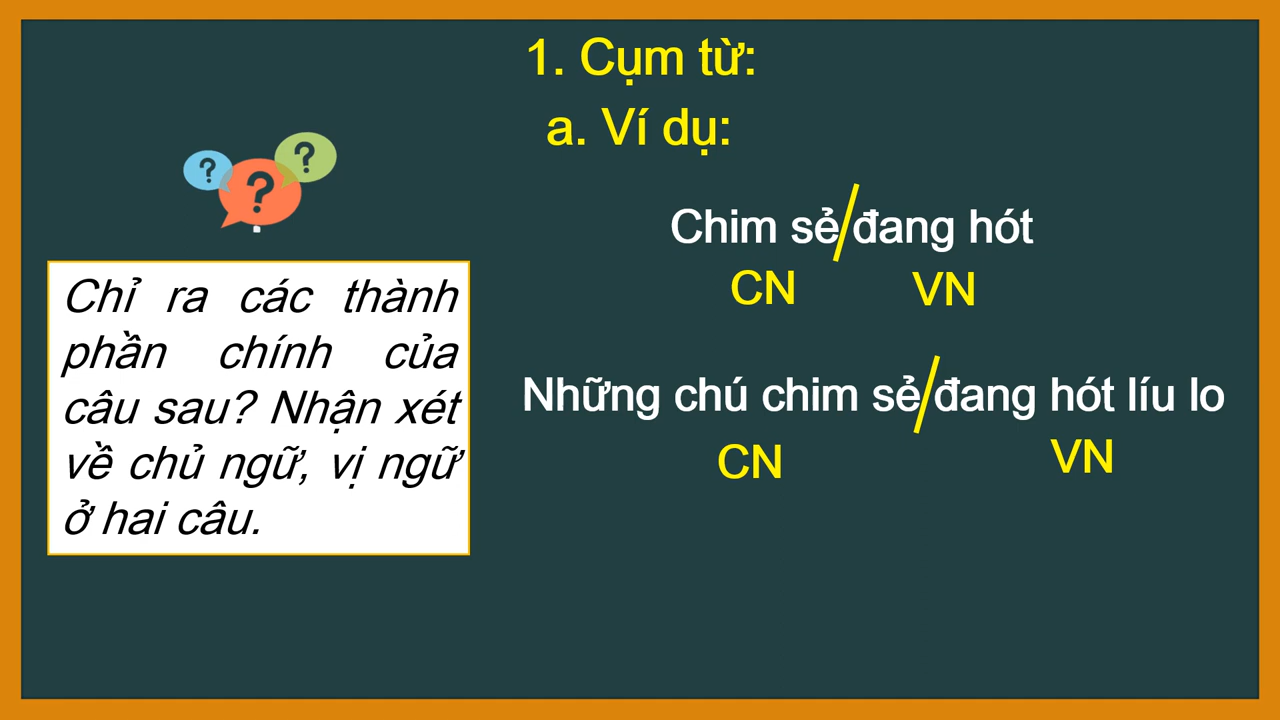 1. Cụm từ:
a. Ví dụ:
? ? ?
Chỉ ra các thành
phần chính của
câu sau? Nhận xét
về chủ ngữ, vị ngữ
ở hai câu.
Chim sẻ/đang hót
CN VN
Những chú chim sẻ/đang hót líu lo
CN VN